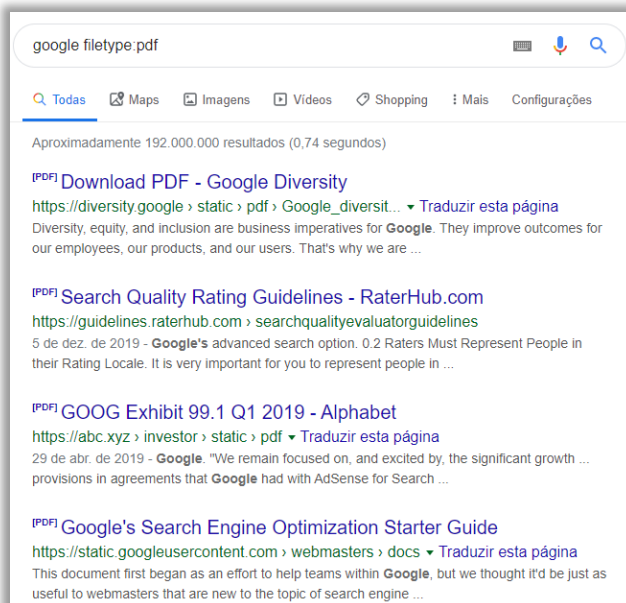 google filetype:pdf
Todas Maps Imagens Vídeos Shopping Mais Configurações
Aproximadamente 192.000.000 resultados (0,74 segundos)
[PDF] Download PDF - Google Diversity
https://diversity.google › static › pdf › Google_diversit... ▾ Traduzir esta página
Diversity, equity, and inclusion are business imperatives for Google. They improve outcomes for
our employees, our products, and our users. That's why we are ...
[PDF] Search Quality Rating Guidelines - RaterHub.com
https://guidelines.raterhub.com › searchqualityevaluatorguidelines
5 de dez. de 2019 - Google's advanced search option. 0.2 Raters Must Represent People in
their Rating Locale. It is very important for you to represent people in ...
[PDF] GOOG Exhibit 99.1 Q1 2019 - Alphabet
https://abc.xyz › investor › static › pdf ▾ Traduzir esta página
29 de abr. de 2019 - Google. "We remain focused on, and excited by, the significant growth ...
provisions in agreements that Google had with AdSense for Search ...
[PDF] Google's Search Engine Optimization Starter Guide
https://static.googleusercontent.com › webmasters › docs ▾ Traduzir esta página
This document first began as an effort to help teams within Google, but we thought it'd be just as
useful to webmasters that are new to the topic of search engine ...